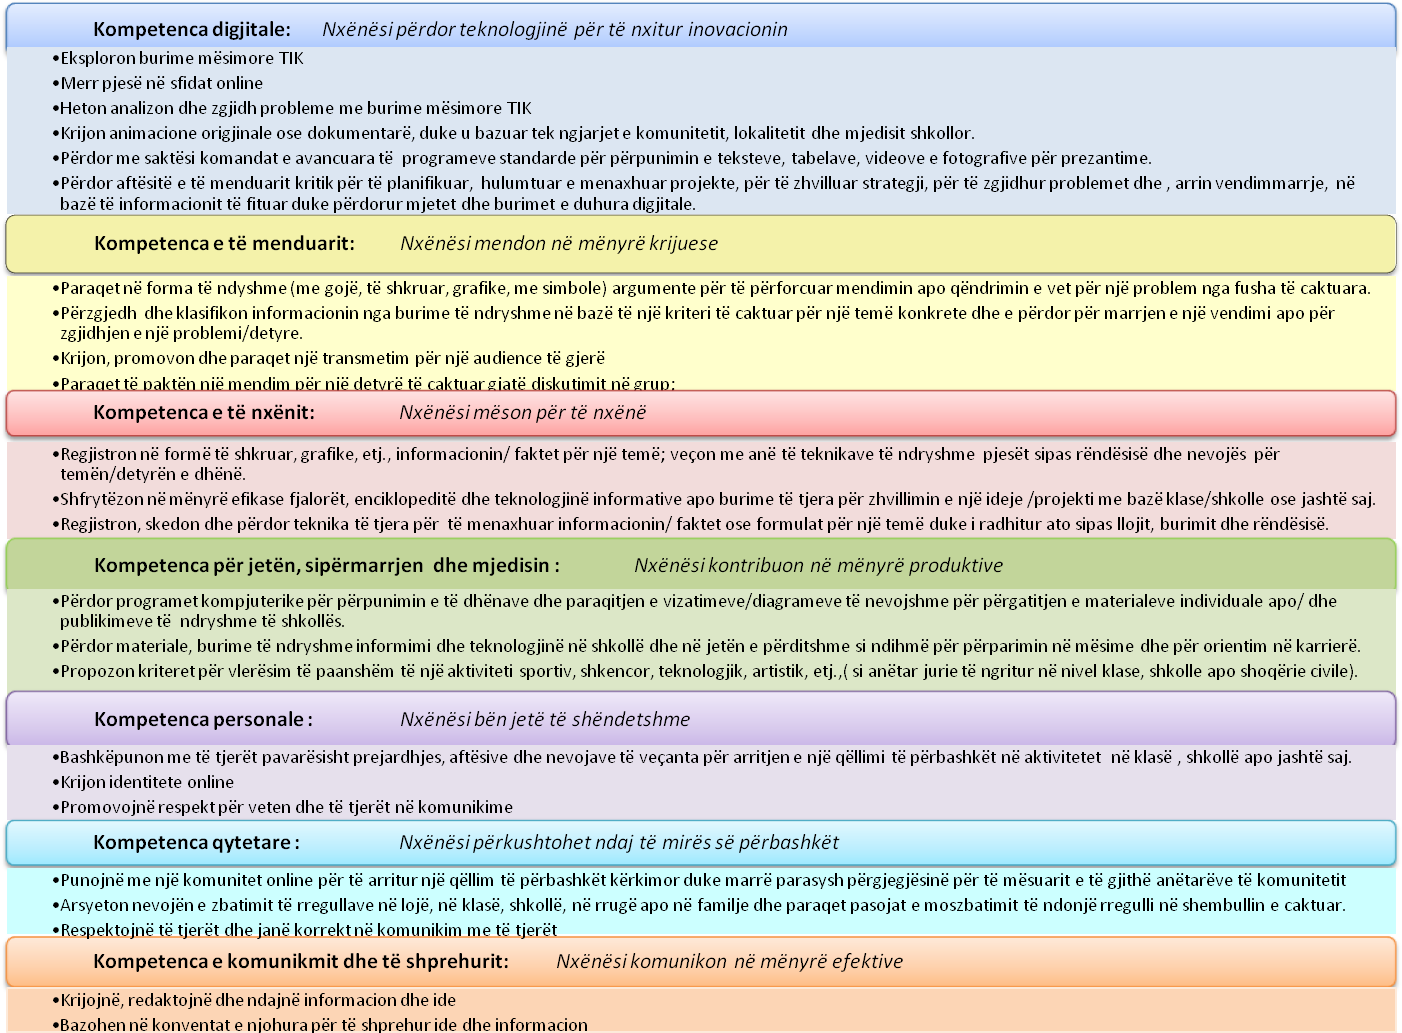 Kompetenca digjitale: Nxënësi përdor teknologjinë për të nxitur inovacionin
•Eksploron burime mësimore TIK
•Merr pjesë në sfidat online
•Heton analizon dhe zgjidh probleme me burime mësimore TIK
•Krijon animacione origjinale ose dokumentarë, duke u bazuar tek ngjarjet e komunitetit, lokalitetit dhe mjedisit shkollor.
•Përdor me saktësi komandat e avancuara të programeve standarde për përpunimin e teksteve, tabelave, videove e fotografive për prezantime.
•Përdor aftësitë e të menduarit kritik për të planifikuar, hulumtuar e menaxhuar projekte, për të zhvilluar strategji, për të zgjidhur problemet dhe , arrin vendimmarrje, në
bazë të informacionit të fituar duke përdorur mjetet dhe burimet e duhura digjitale.
Kompetenca e të menduarit: Nxënësi mendon në mënyrë krijuese
•Paraqet në forma të ndyshme (me gojë, të shkruar, grafike, me simbole) argumente për të përforcuar mendimin apo qëndrimin e vet për një problem nga fusha të caktuara.
•Përzgjedh dhe klasifikon informacionin nga burime të ndryshme në bazë të një kriteri të caktuar për një temë konkrete dhe e përdor për marrjen e një vendimi apo për
zgjidhjen e një problemi/detyre.
•Krijon, promovon dhe paraqet një transmetim për një audience të gjerë
•Paraqet të paktën një mendim për një detyrë të caktuar gjatë diskutimit në grup;
Kompetenca e të nxënit: Nxënësi mëson për të nxënë
•Regjistron në formë të shkruar, grafike, etj., informacionin/ faktet për një temë; veçon me anë të teknikave të ndryshme pjesët sipas rëndësisë dhe nevojës për
temën/detyrën e dhënë.
•Shfrytëzon në mënyrë efikase fjalorët, enciklopeditë dhe teknologjinë informative apo burime të tjera për zhvillimin e një ideje /projekti me bazë klase/shkolle ose jashtë saj.
•Regjistron, skedon dhe përdor teknika të tjera për të menaxhuar informacionin/ faktet ose formulat për një temë duke i radhitur ato sipas llojit, burimit dhe rëndësisë.
Kompetenca për jetën, sipërmarrjen dhe mjedisin : Nxënësi kontribuon në mënyrë produktive
•Përdor programet kompjuterike për përpunimin e të dhënave dhe paraqitjen e vizatimeve/diagrameve të nevojshme për përgatitjen e materialeve individuale apo/ dhe
publikimeve të ndryshme të shkollës.
•Përdor materiale, burime të ndryshme informimi dhe teknologjinë në shkollë dhe në jetën e përditshme si ndihmë për përparimin në mësime dhe për orientim në karrierë.
•Propozon kriteret për vlerësim të paanshëm të një aktiviteti sportiv, shkencor, teknologjik, artistik, etj.,( si anëtar jurie të ngritur në nivel klase, shkolle apo shoqërie civile).
Kompetenca personale : Nxënësi bën jetë të shëndetshme
•Bashkëpunon me të tjerët pavarësisht prejardhjes, aftësive dhe nevojave të veçanta për arritjen e një qëllimi të përbashkët në aktivitetet në klasë , shkollë apo jashtë saj.
•Krijon identitete online
•Promovojnë respekt për veten dhe të tjerët në komunikime
Kompetenca qytetare : Nxënësi përkushtohet ndaj të mirës së përbashkët
•Punojnë me një komunitet online për të arritur një qëllim të përbashkët kërkimor duke marrë parasysh përgjegjësinë për të mësuarit e të gjithë anëtarëve të komunitetit
•Arsyeton nevojën e zbatimit të rregullave në lojë, në klasë, shkollë, në rrugë apo në familje dhe paraqet pasojat e moszbatimit të ndonjë rregulli në shembullin e caktuar.
•Respektojnë të tjerët dhe janë korrekt në komunikim me të tjerët
Kompetenca e komunikmit dhe të shprehurit: Nxënësi komunikon në mënyrë efektive
•Krijojnë, redaktojnë dhe ndajnë informacion dhe ide
•Bazohen në konventat e njohura për të shprehur ide dhe informacion